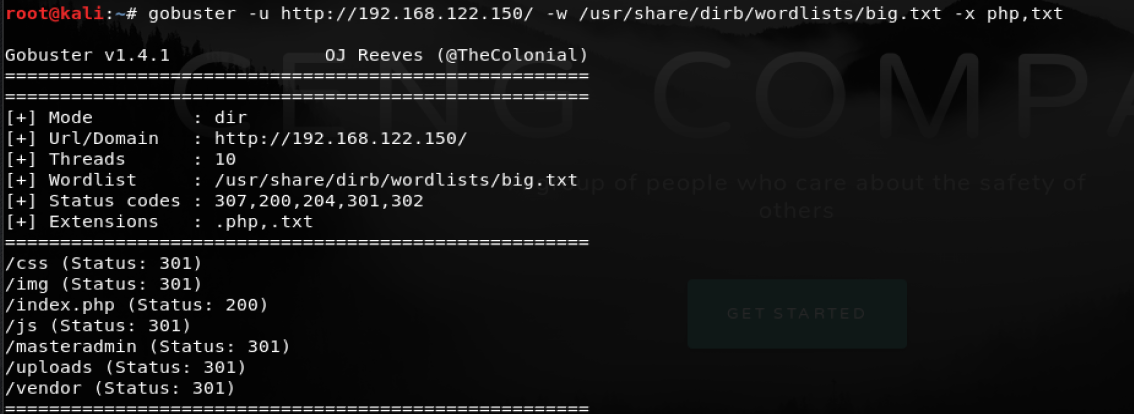 root@kali:~# gobuster -u http://192.168.122.150/ -w /usr/share/dirb/wordlists/big.txt -x php,txt
Gobuster v1.4.1 OJ Reeves (@TheColonial)
=====================================================
=====================================================
[+] Mode : dir
[+] Url/Domain : http://192.168.122.150/
[+] Threads : 10
[+] Wordlist : /usr/share/dirb/wordlists/big.txt
[+] Status codes : 307,200,204,301,302
[+] Extensions : .php,.txt
=====================================================
/css (Status: 301)
/img (Status: 301)
/index.php (Status: 200)
/js (Status: 301)
/masteradmin (Status: 301)
/uploads (Status: 301)
/vendor (Status: 301)
=====================================================
CENG COMPA
up of people who care about the safety of
others
GET STARTED